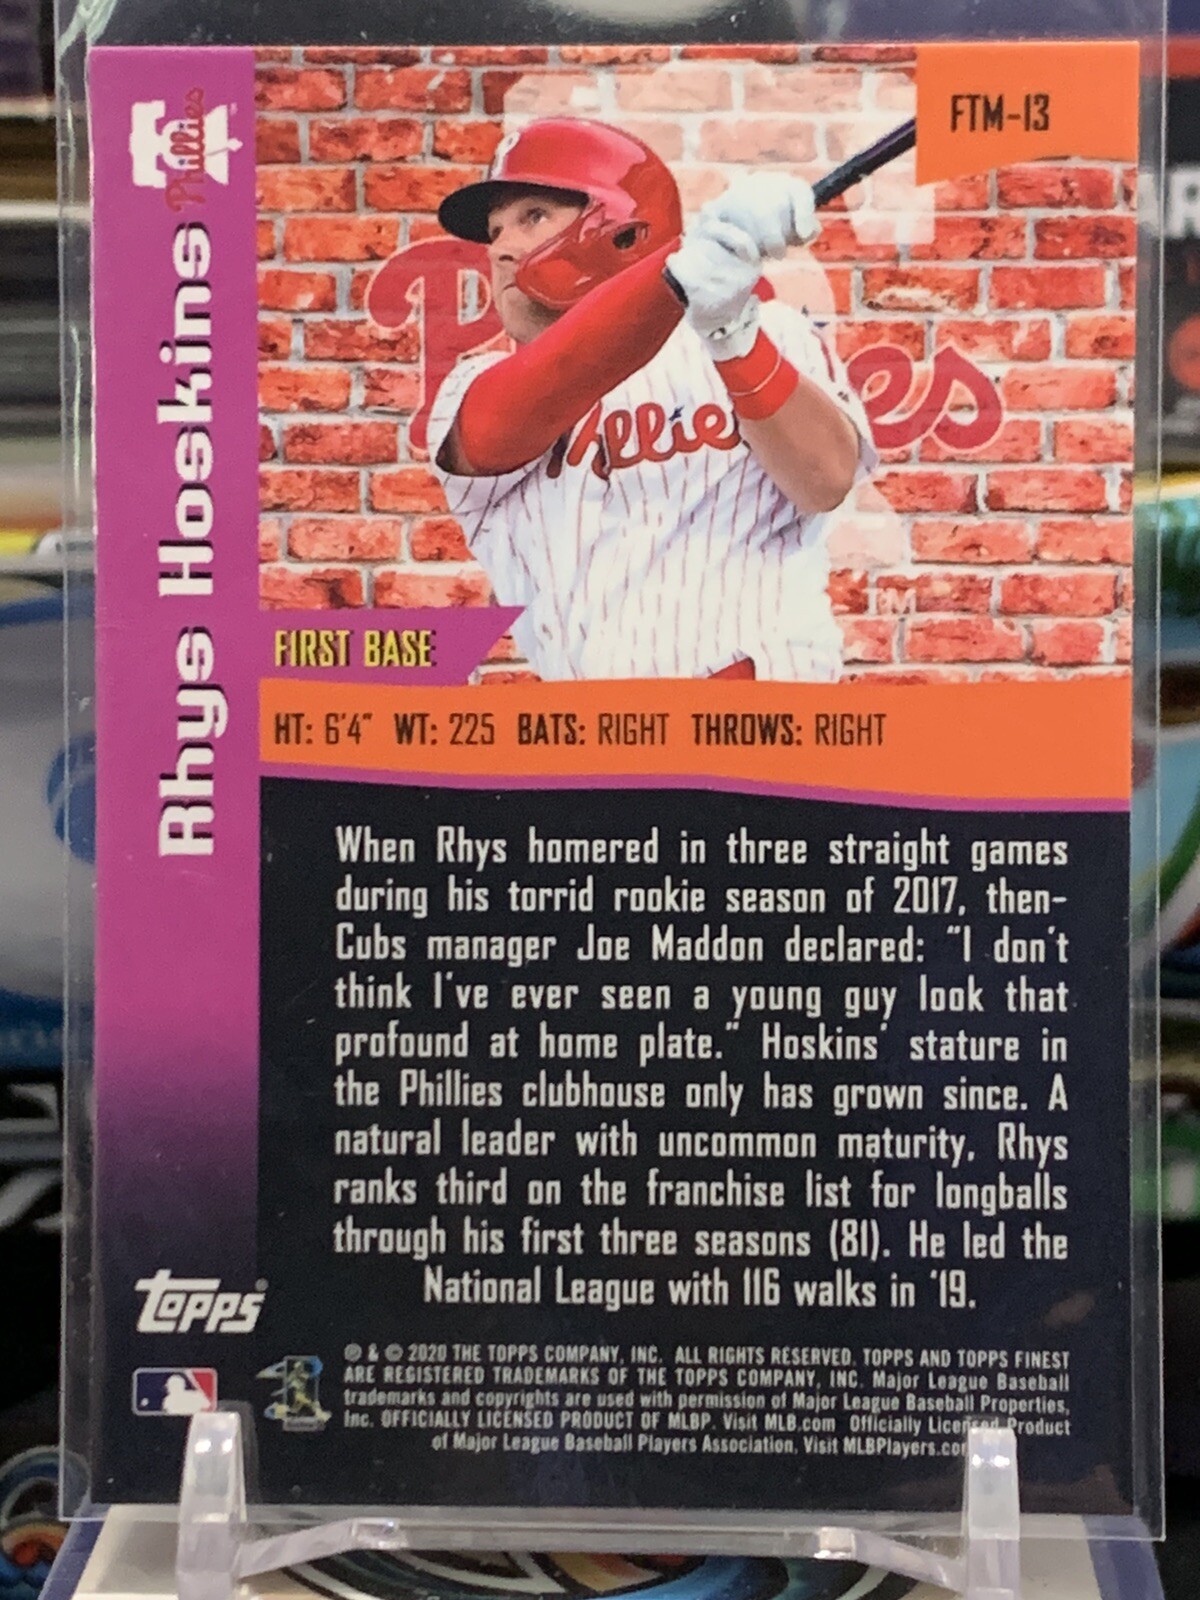 FTM-13
Phillies
Rhys Hoskins
Phillies
FIRST BASE
HT: 6'4" WT: 225 BATS: RIGHT THROWS: RIGHT
When Rhys homered in three straight games
during his torrid rookie season of 2017, then-
Cubs manager Joe Maddon declared: "I don't
think I've ever seen a young guy look that
profound at home plate." Hoskins' stature in
the Phillies clubhouse only has grown since. A
natural leader with uncommon maturity, Rhys
ranks third on the franchise list for longballs
through his first three seasons (81). He led the
National League with 116 walks in '19.
Topps®
® & © 2020 THE TOPPS COMPANY, INC. ALL RIGHTS RESERVED. TOPPS AND TOPPS FINEST
ARE REGISTERED TRADEMARKS OF THE TOPPS COMPANY, INC. Major League Baseball
trademarks and copyrights are used with permission of Major League Baseball Properties,
Inc. OFFICIALLY LICENSED PRODUCT OF MLBP. Visit MLB.com Officially Licensed Product
of Major League Baseball Players Association, Visit MLBPlayers.com